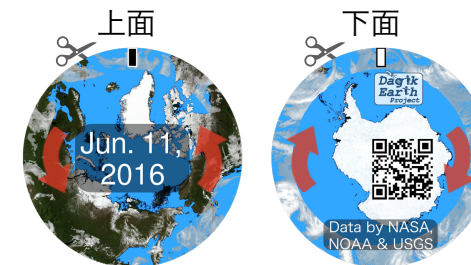 上面
下面
Jun. 11,
2016
Dagik
Earth
Project
Data by NASA,
NOAA & USGS